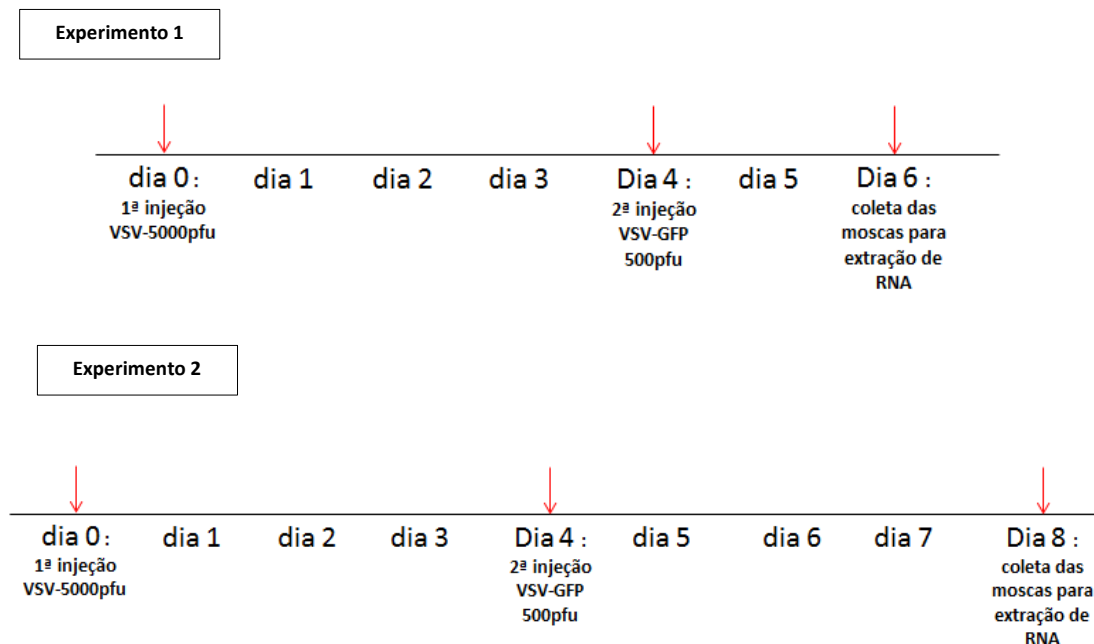 Experimento 1
dia 0: dia 1 dia 2 dia 3 Dia 4 : dia 5 Dia 6 :
1ª injeção 2ª injeção coleta das
VSV-5000pfu VSV-GFP moscas para
500pfu extração de
RNA
Experimento 2
dia 0: dia 1 dia 2 dia 3 Dia 4 : dia 5 dia 6 dia 7 Dia 8 :
1ª injeção 2ª injeção coleta das
VSV-5000pfu VSV-GFP moscas para
500pfu extração de
RNA